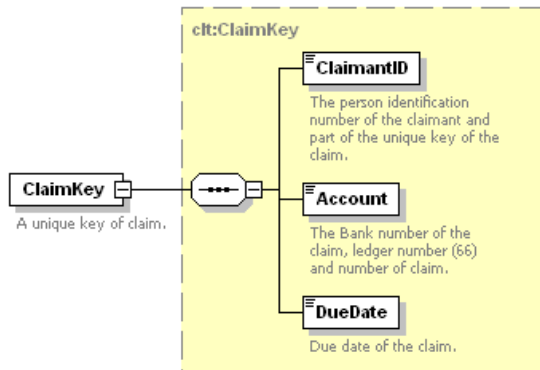 clt:ClaimKey
ClaimantID
The person identification
number of the claimant and
part of the unique key of the
claim.
ClaimKey
A unique key of claim.
Account
The Bank number of the
claim, ledger number (66)
and number of claim.
DueDate
Due date of the claim.